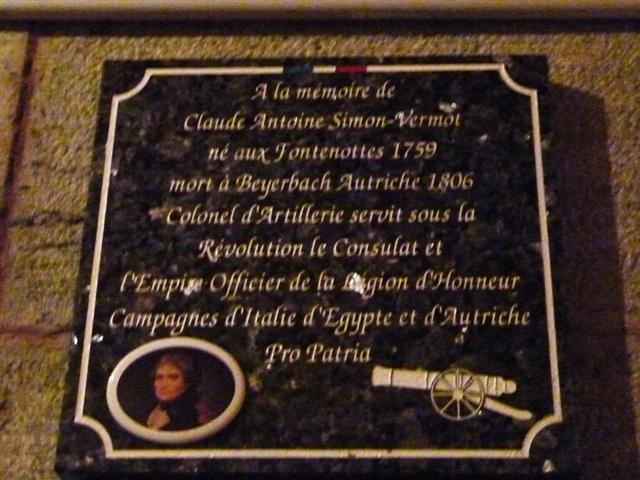 A la mémoire de
Claude Antoine Simon-Vermot
né aux Fontenottes 1759
mort à Beyerbach Autriche 1806
Colonel d'Artillerie servit sous la
Révolution le Consulat et
l'Empire Officier de la Légion d'Honneur
Campagnes d'Italie d'Egypte et d'Autriche
Pro Patria